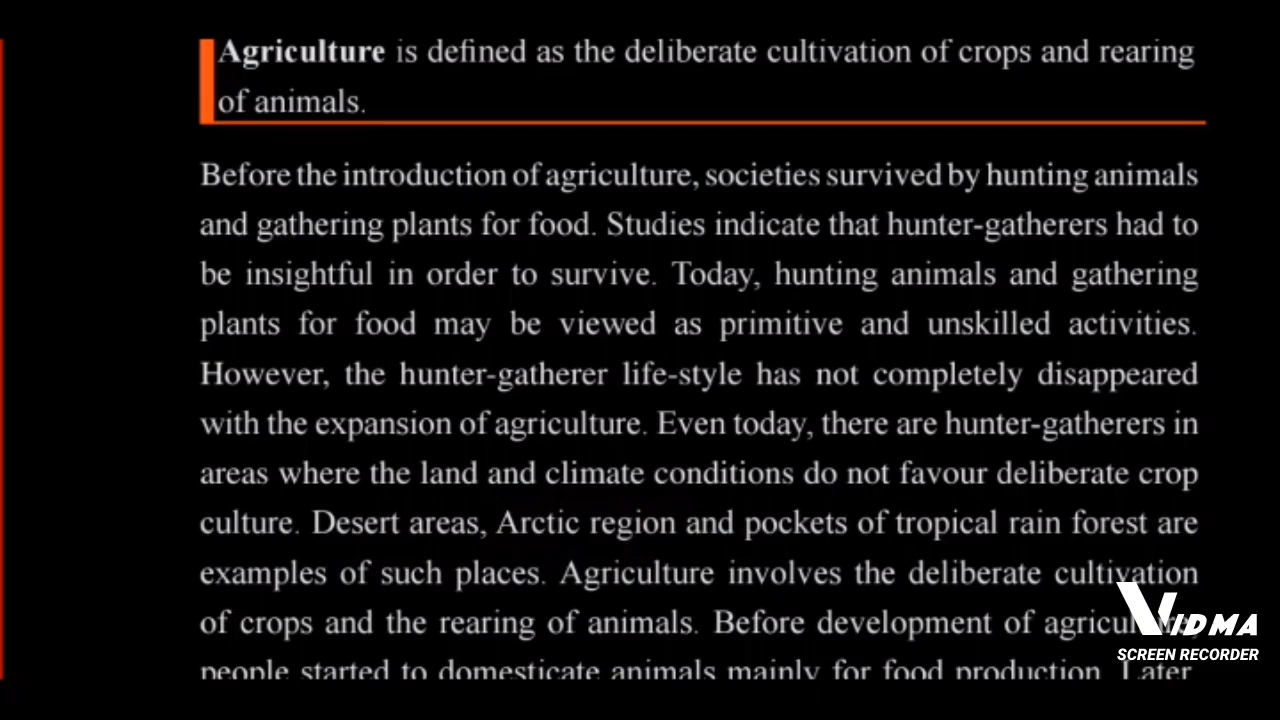 Agriculture is defined as the deliberate cultivation of crops and rearing
of animals.
Before the introduction of agriculture, societies survived by hunting animals
and gathering plants for food. Studies indicate that hunter-gatherers had to
be insightful in order to survive. Today, hunting animals and gathering
plants for food may be viewed as primitive and unskilled activities.
However, the hunter-gatherer life-style has not completely disappeared
with the expansion of agriculture. Even today, there are hunter-gatherers in
areas where the land and climate conditions do not favour deliberate crop
culture. Desert areas, Arctic region and pockets of tropical rain forest are
examples of such places. Agriculture involves the deliberate cultivation
of crops and the rearing of animals. Before development of agriculture,
people started to domesticate animals mainly for food production. Later,
VIDMA
SCREEN RECORDER